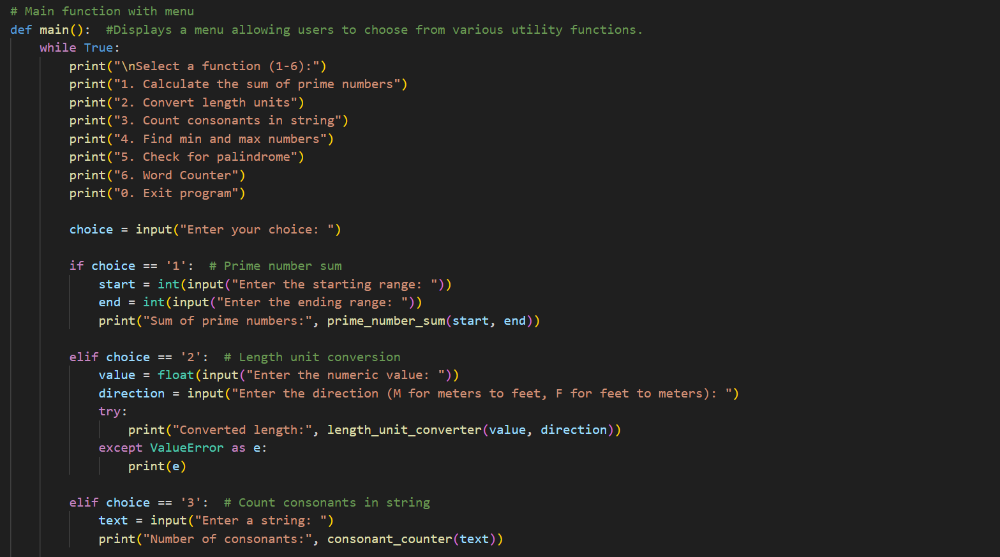 # Main function with menu
def main():  #Displays a menu allowing users to choose from various utility functions.
    while True:
        print("\nSelect a function (1-6):")
        print("1. Calculate the sum of prime numbers")
        print("2. Convert length units")
        print("3. Count consonants in string")
        print("4. Find min and max numbers")
        print("5. Check for palindrome")
        print("6. Word Counter")
        print("0. Exit program")
        choice = input("Enter your choice: ")
        if choice == '1':  # Prime number sum
            start = int(input("Enter the starting range: "))
            end = int(input("Enter the ending range: "))
            print("Sum of prime numbers:", prime_number_sum(start, end))
        elif choice == '2':  # Length unit conversion
            value = float(input("Enter the numeric value: "))
            direction = input("Enter the direction (M for meters to feet, F for feet to meters): ")
            try:
                print("Converted length:", length_unit_converter(value, direction))
            except ValueError as e:
                print(e)
        elif choice == '3':  # Count consonants in string
            text = input("Enter a string: ")
            print("Number of consonants:", consonant_counter(text))